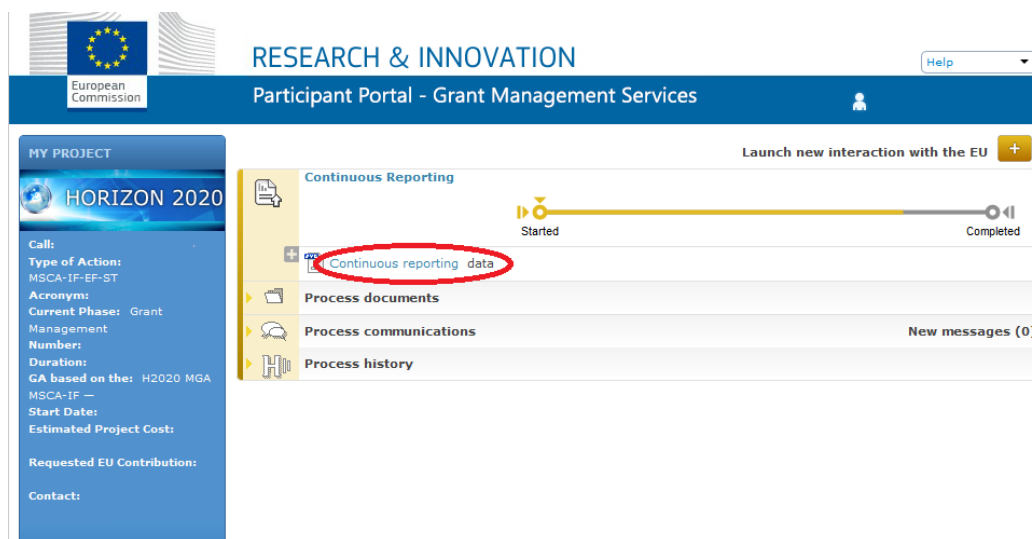 European
Commission
RESEARCH & INNOVATION
Help
Participant Portal - Grant Management Services
MY PROJECT
HORIZON 2020
Call:
Type of Action:
MSCA-IF-EF-ST
Acronym:
Current Phase: Grant
Management
Number:
Duration:
GA based on the: H2020 MGA
MSCA-IF —
Start Date:
Estimated Project Cost:
Requested EU Contribution:
Contact:
Launch new interaction with the EU +
Continuous Reporting
Started
Completed
Continuous reporting data
Process documents
Process communications
New messages (0)
Process history